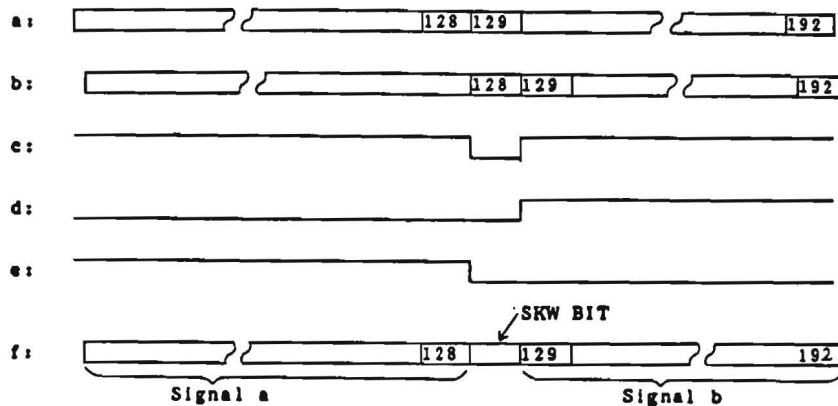 a: 128 129 192
b: 128 129 192
c:
d:
e:
SKW BIT
f: 128 129 192
Signal a Signal b